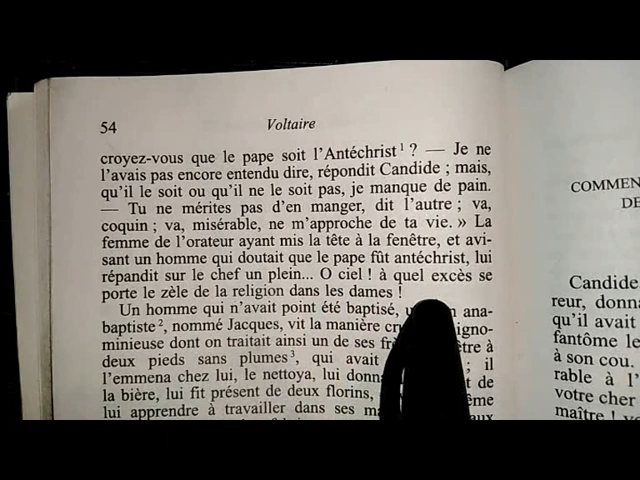 54
Voltaire
croyez-vous que le pape soit l'Antéchrist¹ ? — Je ne
l'avais pas encore entendu dire, répondit Candide ; mais,
qu'il le soit ou qu'il ne le soit pas, je manque de pain.
— Tu ne mérites pas d'en manger, dit l'autre ; va,
coquin ; va, misérable, ne m'approche de ta vie. » La
femme de l'orateur ayant mis la tête à la fenêtre, et avi-
sant un homme qui doutait que le pape fût antéchrist, lui
répandit sur le chef un plein... O ciel ! à quel excès se
porte le zèle de la religion dans les dames !
Un homme qui n'avait point été baptisé, ana-
baptiste², nommé Jacques, vit la manière igno-
minieuse dont on traitait ainsi un de ses à
deux pieds sans plumes³, qui avait ; il
l'emmena chez lui, le nettoya, lui de
la bière, lui fit présent de deux florins,
lui apprendre à travailler dans ses
COMMEN
DE
Candide
reur, donna
qu'il avait
fantôme le
à son cou.
rable à l'
votre cher
maître !